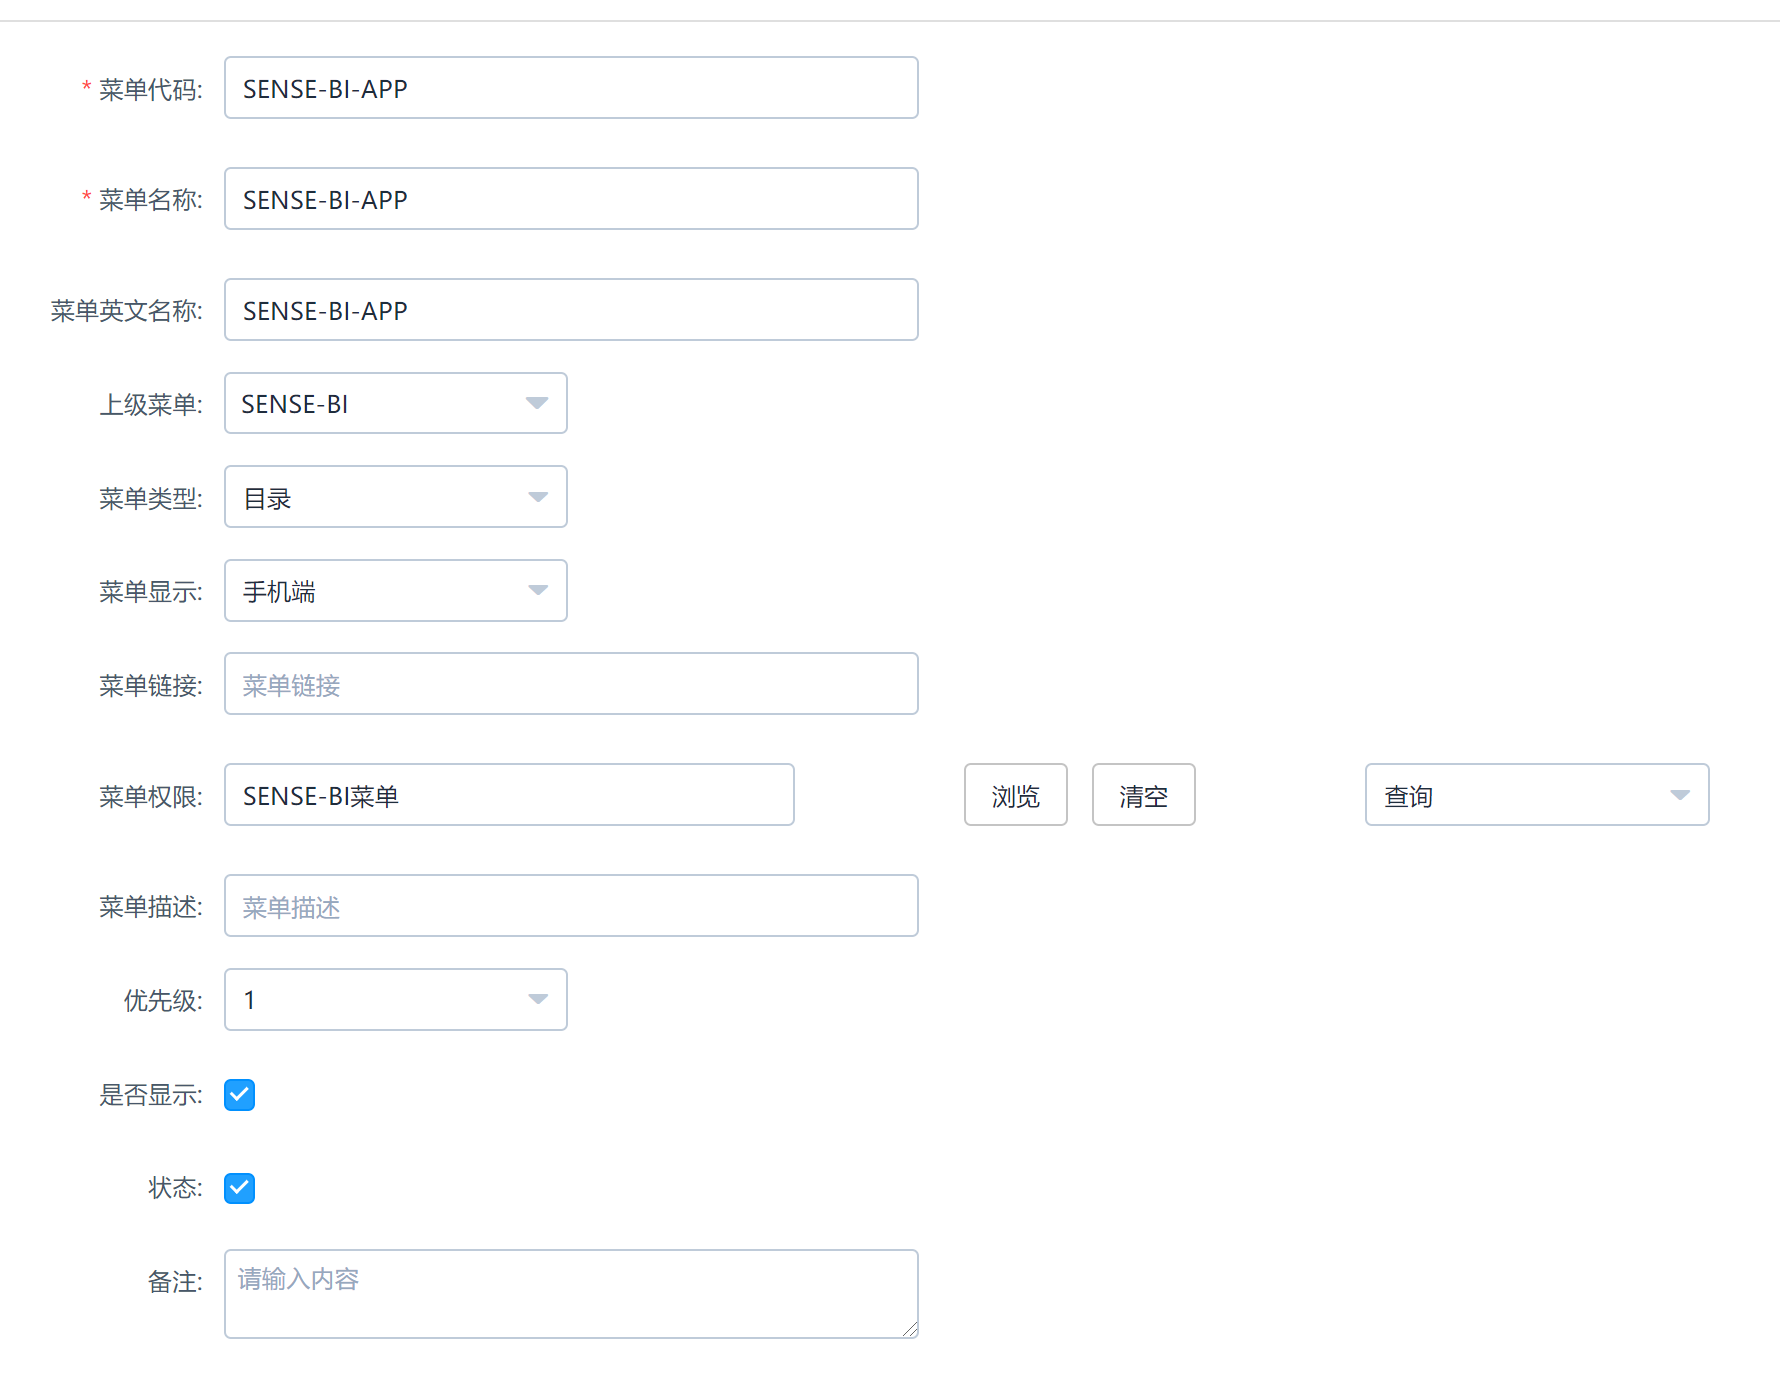 * 菜单代码: SENSE-BI-APP
* 菜单名称: SENSE-BI-APP
菜单英文名称: SENSE-BI-APP
上级菜单: SENSE-BI
菜单类型: 目录
菜单显示: 手机端
菜单链接: 菜单链接
菜单权限: SENSE-BI菜单 浏览 清空 查询
菜单描述: 菜单描述
优先级: 1
是否显示:
状态:
备注: 请输入内容